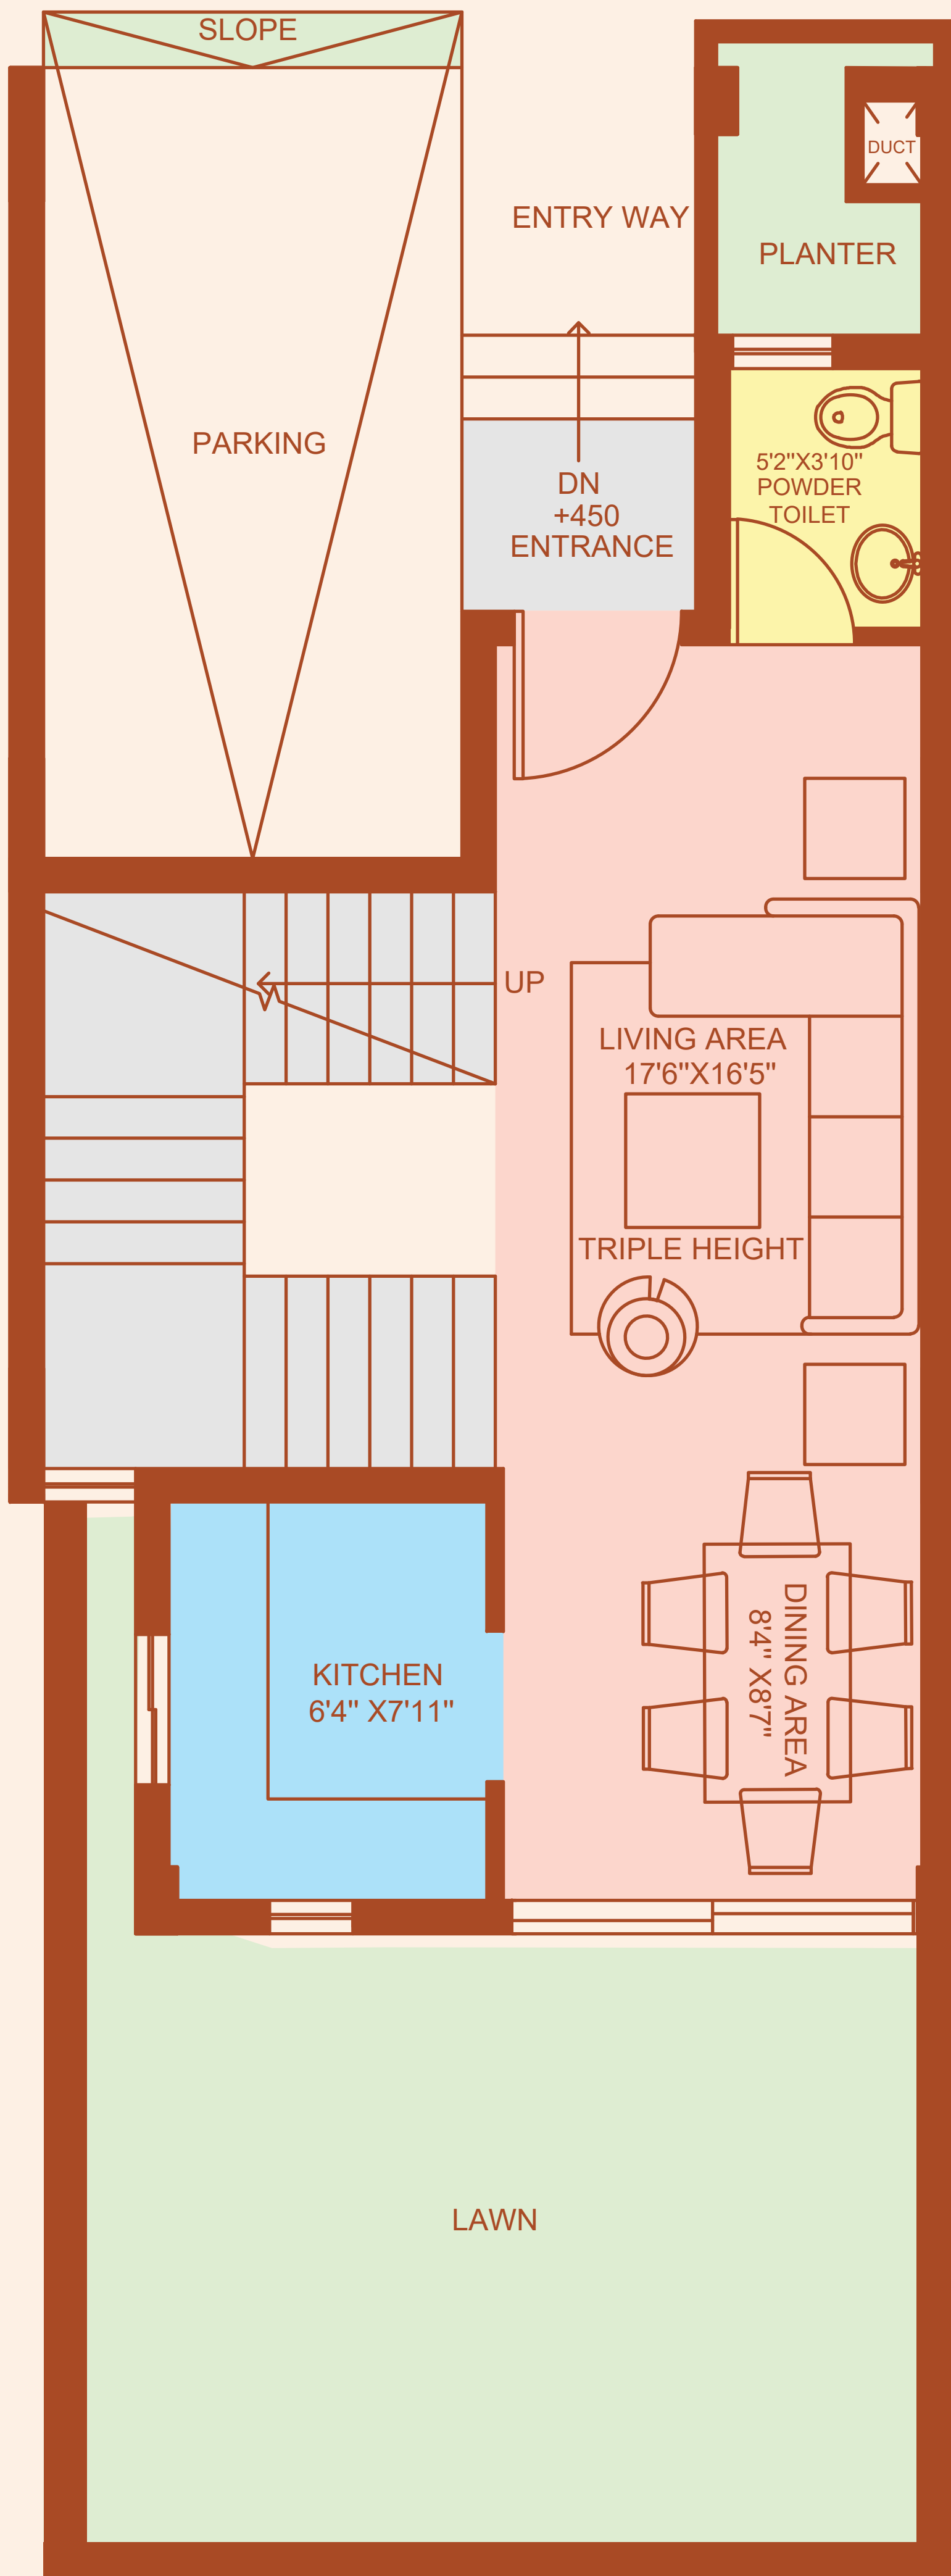 SLOPE
DUCT
ENTRY WAY
PLANTER
PARKING
5'2"X3'10"
POWDER
TOILET
DN
+450
ENTRANCE
UP
LIVING AREA
17'6"X16'5"
TRIPLE HEIGHT
DINING AREA
8'4" X8'7"
KITCHEN
6'4" X7'11"
LAWN